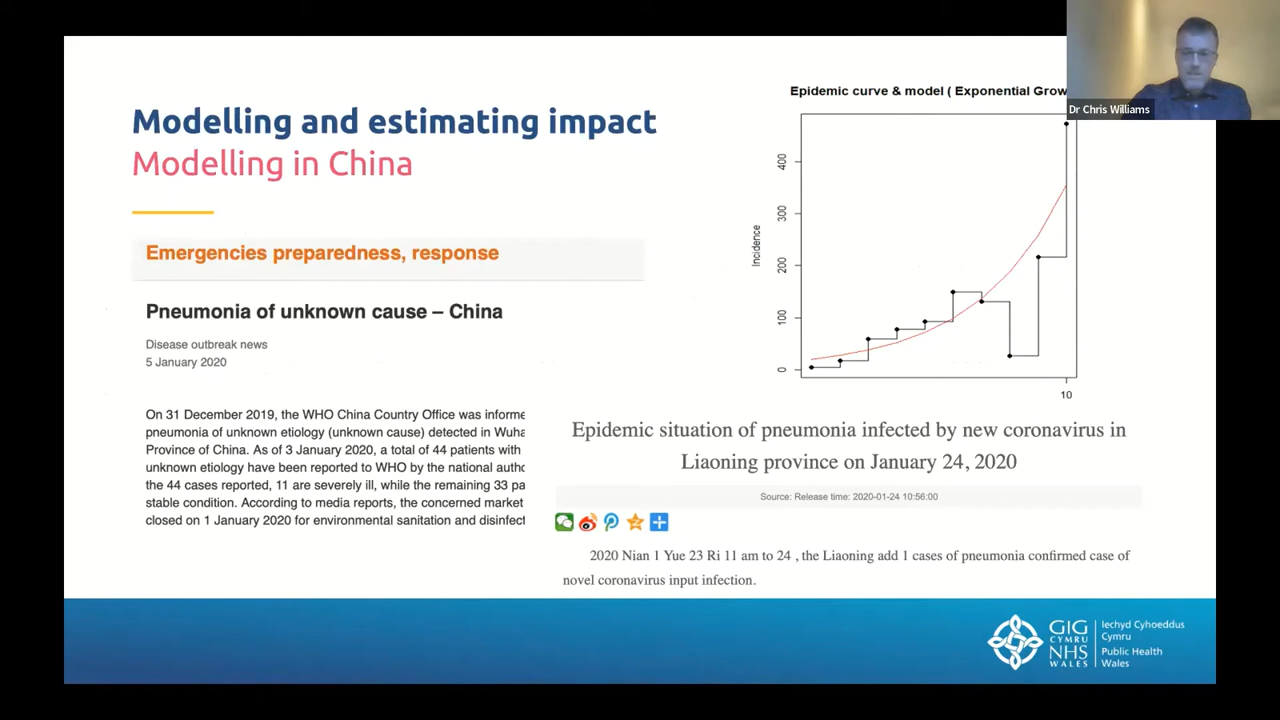 Modelling and estimating impact
Modelling in China
Emergencies preparedness, response
Pneumonia of unknown cause – China
Disease outbreak news
5 January 2020
On 31 December 2019, the WHO China Country Office was informe
pneumonia of unknown etiology (unknown cause) detected in Wuha
Province of China. As of 3 January 2020, a total of 44 patients with
unknown etiology have been reported to WHO by the national autho
the 44 cases reported, 11 are severely ill, while the remaining 33 pa
stable condition. According to media reports, the concerned market
closed on 1 January 2020 for environmental sanitation and disinfect
Epidemic curve & model ( Exponential Grow
Dr Chris Williams
Incidence
400
300
200
100
0
10
Epidemic situation of pneumonia infected by new coronavirus in
Liaoning province on January 24, 2020
Source: Release time: 2020-01-24 10:56:00
2020 Nian 1 Yue 23 Ri 11 am to 24 , the Liaoning add 1 cases of pneumonia confirmed case of
novel coronavirus input infection.
GIG
CYMRU
NHS
WALES
Iechyd Cyhoeddus
Cymru
Public Health
Wales